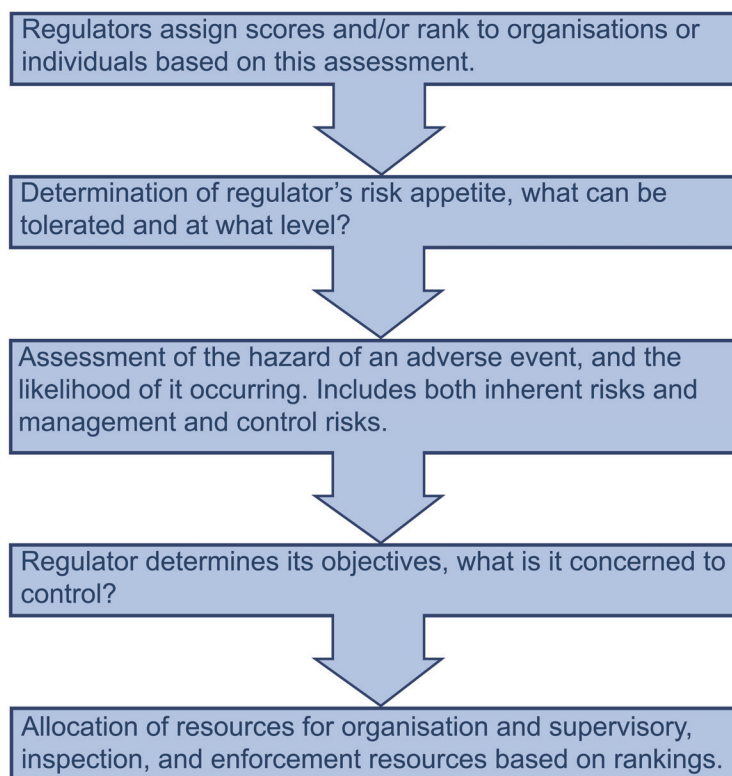 Regulators assign scores and/or rank to organisations or
individuals based on this assessment.
Determination of regulator’s risk appetite, what can be
tolerated and at what level?
Assessment of the hazard of an adverse event, and the
likelihood of it occurring. Includes both inherent risks and
management and control risks.
Regulator determines its objectives, what is it concerned to
control?
Allocation of resources for organisation and supervisory,
inspection, and enforcement resources based on rankings.